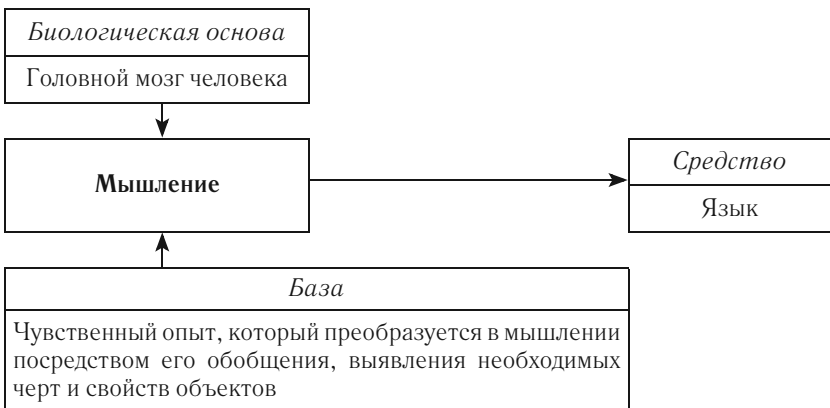 Биологическая основа
Головной мозг человека
Мышление
Средство
Язык
База
Чувственный опыт, который преобразуется в мышлении
посредством его обобщения, выявления необходимых
черт и свойств объектов